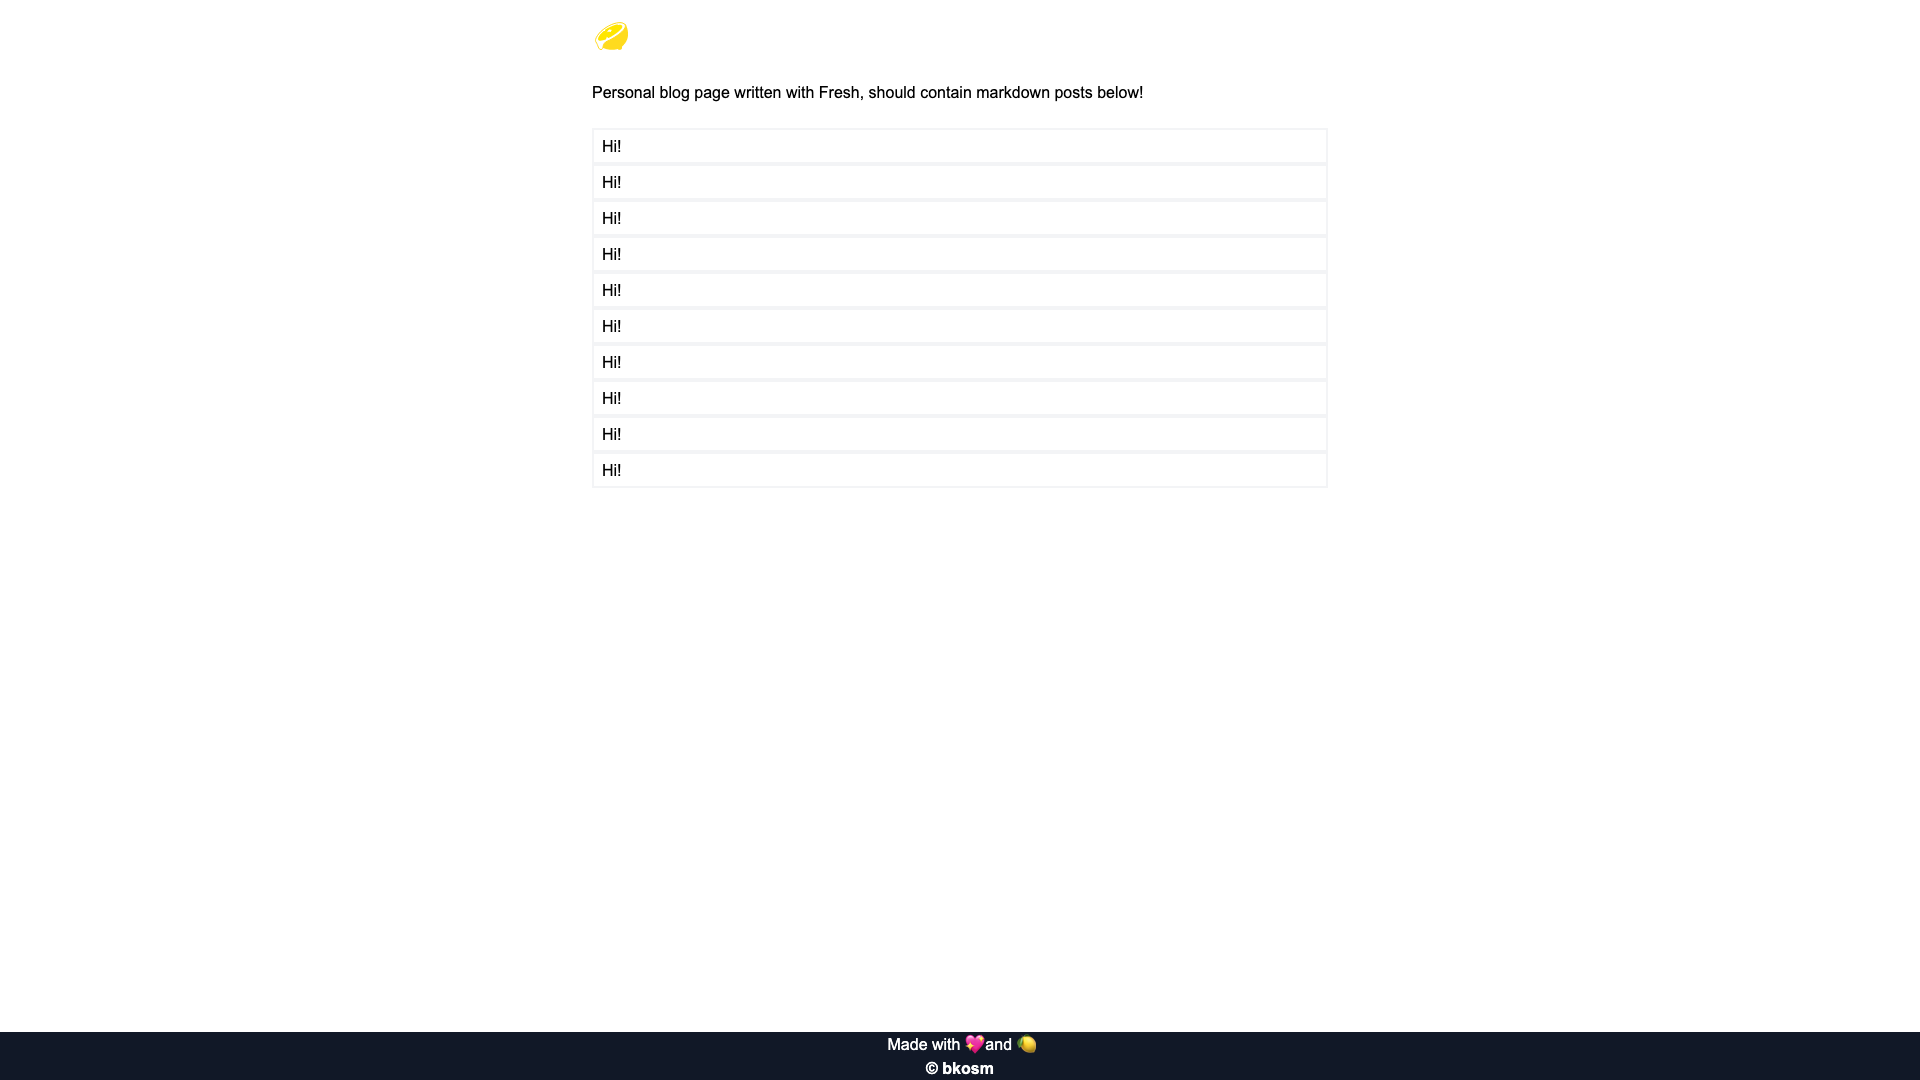 Personal blog page written with Fresh, should contain markdown posts below!
Hi!
Hi!
Hi!
Hi!
Hi!
Hi!
Hi!
Hi!
Hi!
Hi!
Made with 💖and 🍋
© bkosm